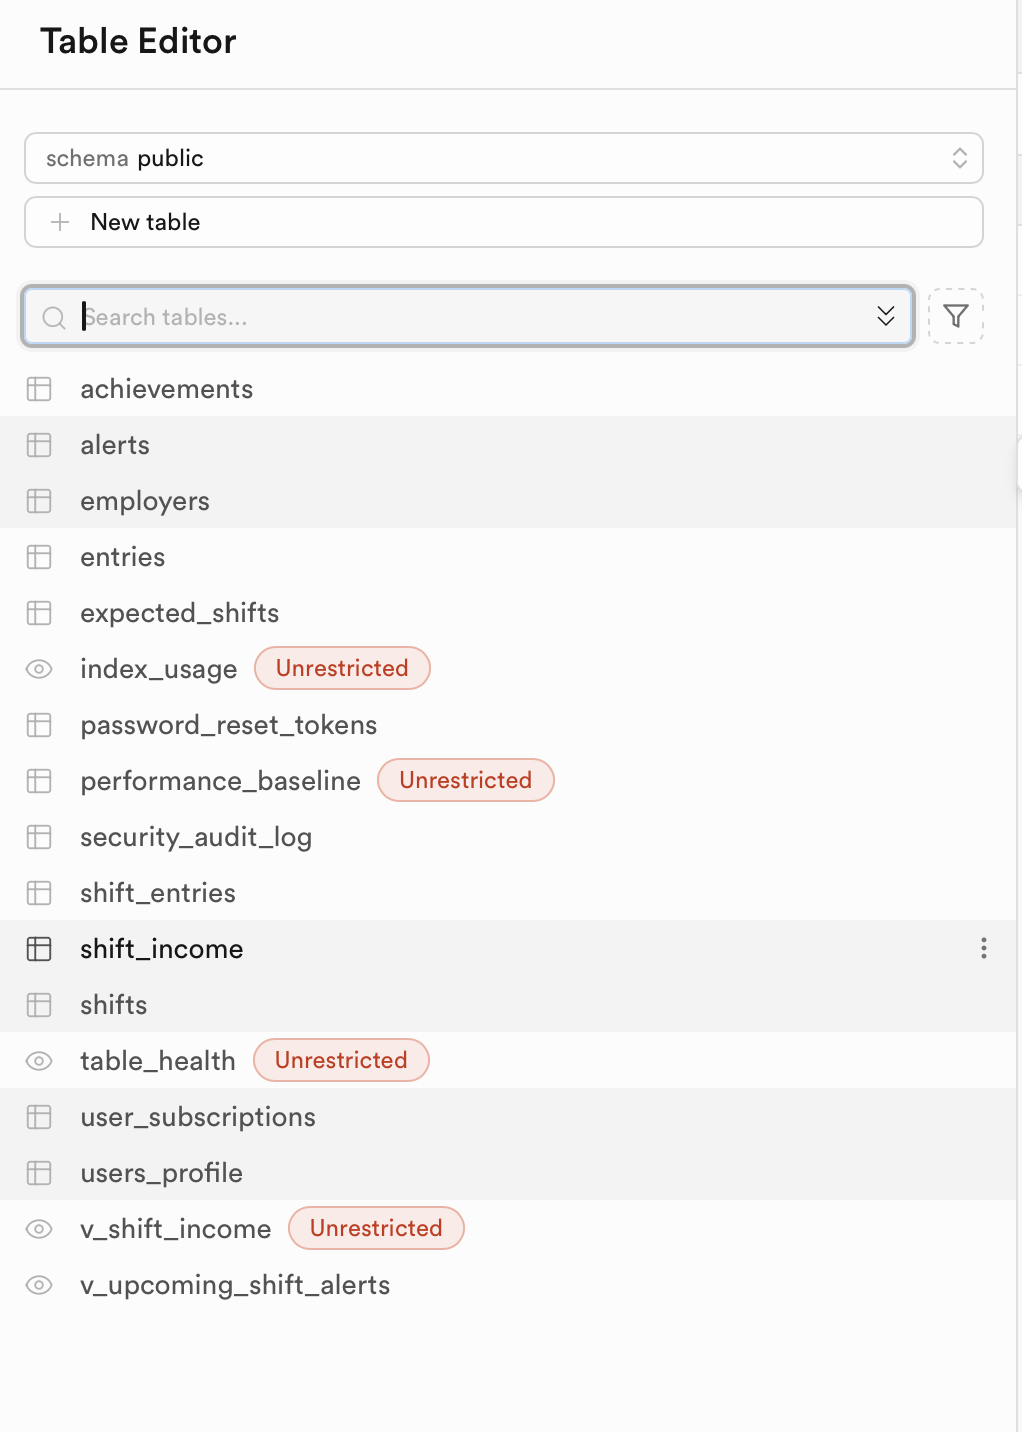 Table Editor
schema public
New table
Search tables...
achievements
alerts
employers
entries
expected_shifts
index_usage Unrestricted
password_reset_tokens
performance_baseline Unrestricted
security_audit_log
shift_entries
shift_income
shifts
table_health Unrestricted
user_subscriptions
users_profile
v_shift_income Unrestricted
v_upcoming_shift_alerts